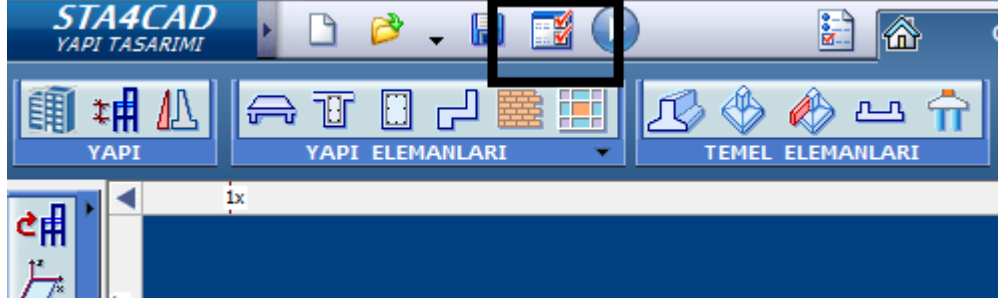 STA4CAD
YAPI TASARIMI
YAPI
YAPI ELEMANLARI
TEMEL ELEMANLARI
1x